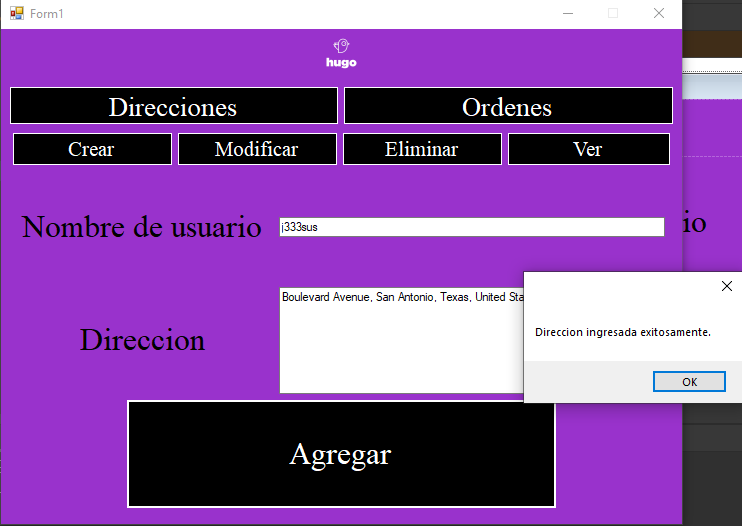 Form1
hugo
Direcciones
Ordenes
Crear
Modificar
Eliminar
Ver
Nombre de usuario
j333sus
io
Direccion
Boulevard Avenue, San Antonio, Texas, United Sta
Direccion ingresada exitosamente.
OK
Agregar